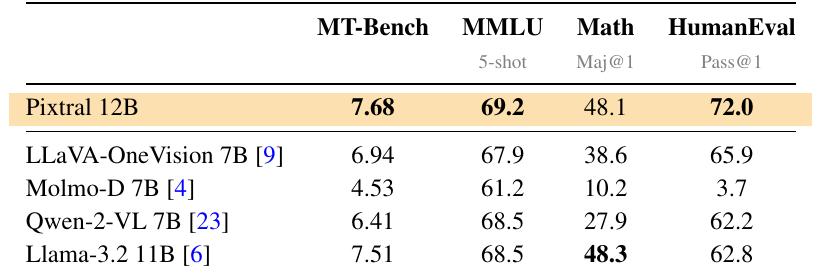 MT-Bench MMLU Math HumanEval
5-shot Maj@1 Pass@1
Pixtral 12B 7.68 69.2 48.1 72.0
LLaVA-OneVision 7B [9] 6.94 67.9 38.6 65.9
Molmo-D 7B [4] 4.53 61.2 10.2 3.7
Qwen-2-VL 7B [23] 6.41 68.5 27.9 62.2
Llama-3.2 11B [6] 7.51 68.5 48.3 62.8